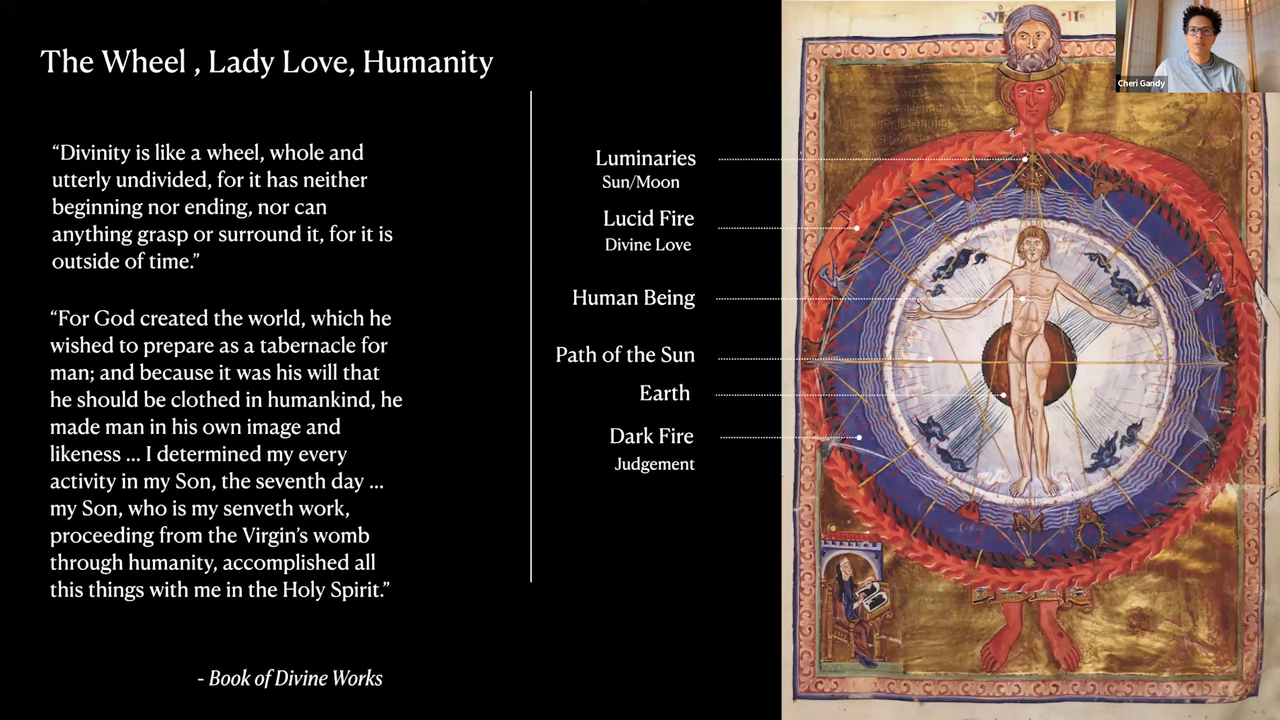 The Wheel , Lady Love, Humanity
“Divinity is like a wheel, whole and
utterly undivided, for it has neither
beginning nor ending, nor can
anything grasp or surround it, for it is
outside of time.”
“For God created the world, which he
wished to prepare as a tabernacle for
man; and because it was his will that
he should be clothed in humankind, he
made man in his own image and
likeness ... I determined my every
activity in my Son, the seventh day ...
my Son, who is my senveth work,
proceeding from the Virgin’s womb
through humanity, accomplished all
this things with me in the Holy Spirit.”
- Book of Divine Works
Luminaries
Sun/Moon
Lucid Fire
Divine Love
Human Being
Path of the Sun
Earth
Dark Fire
Judgement
Cheri Gandy